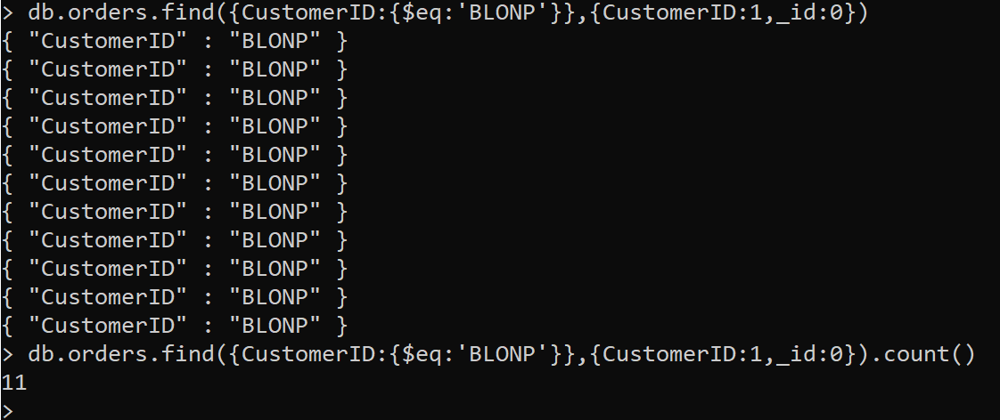 > db.orders.find({CustomerID:{$eq:'BLONP'}},{CustomerID:1,_id:0})
{ "CustomerID" : "BLONP" }
{ "CustomerID" : "BLONP" }
{ "CustomerID" : "BLONP" }
{ "CustomerID" : "BLONP" }
{ "CustomerID" : "BLONP" }
{ "CustomerID" : "BLONP" }
{ "CustomerID" : "BLONP" }
{ "CustomerID" : "BLONP" }
{ "CustomerID" : "BLONP" }
{ "CustomerID" : "BLONP" }
{ "CustomerID" : "BLONP" }
> db.orders.find({CustomerID:{$eq:'BLONP'}},{CustomerID:1,_id:0}).count()
11
>